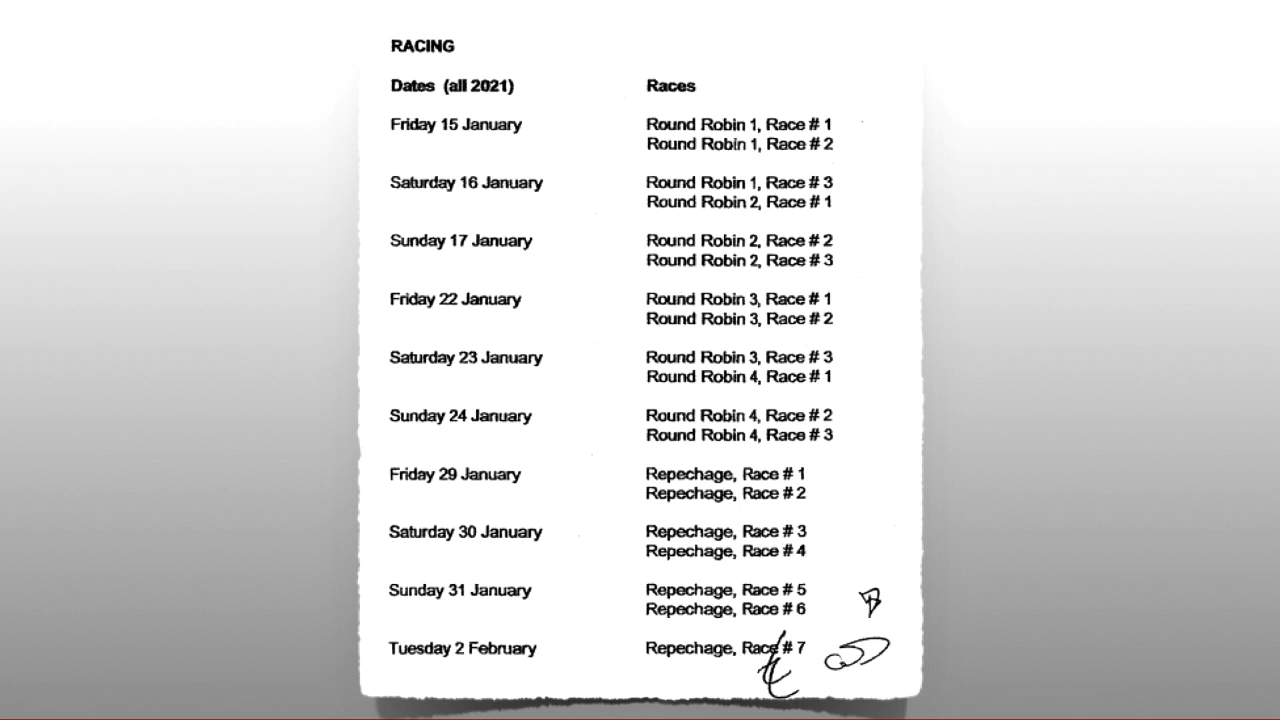 RACING
Dates (all 2021) Races
Friday 15 January Round Robin 1, Race # 1
Round Robin 1, Race # 2
Saturday 16 January Round Robin 1, Race # 3
Round Robin 2, Race # 1
Sunday 17 January Round Robin 2, Race # 2
Round Robin 2, Race # 3
Friday 22 January Round Robin 3, Race # 1
Round Robin 3, Race # 2
Saturday 23 January Round Robin 3, Race # 3
Round Robin 4, Race # 1
Sunday 24 January Round Robin 4, Race # 2
Round Robin 4, Race # 3
Friday 29 January Repechage, Race # 1
Repechage, Race # 2
Saturday 30 January Repechage, Race # 3
Repechage, Race # 4
Sunday 31 January Repechage, Race # 5
Repechage, Race # 6
Tuesday 2 February Repechage, Race # 7